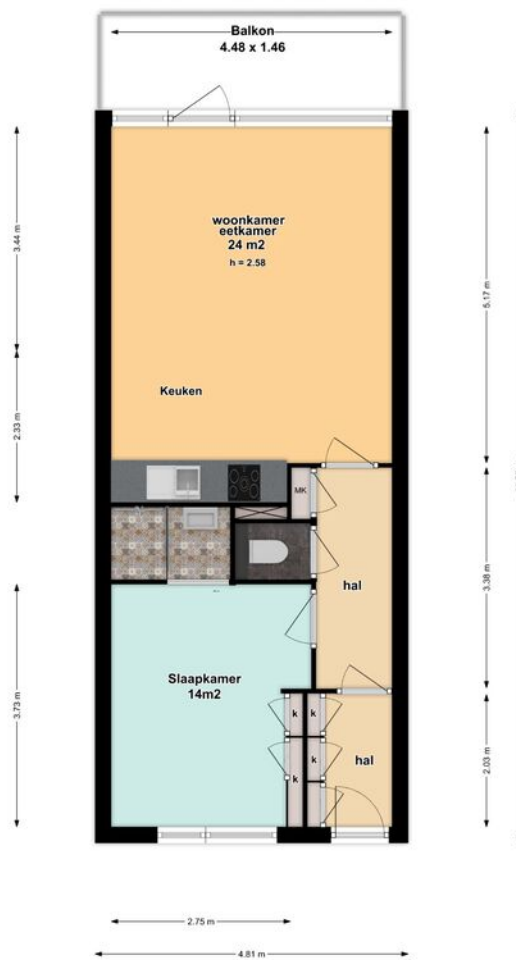 Balkon
4.48 x 1.46
woonkamer
eetkamer
24 m2
h = 2.58
3.44 m
5.17 m
Keuken
2.33 m
MK
hal
3.38 m
Slaapkamer
14m2
3.73 m
k
k
k
k
hal
2.03 m
2.75 m
4.81 m